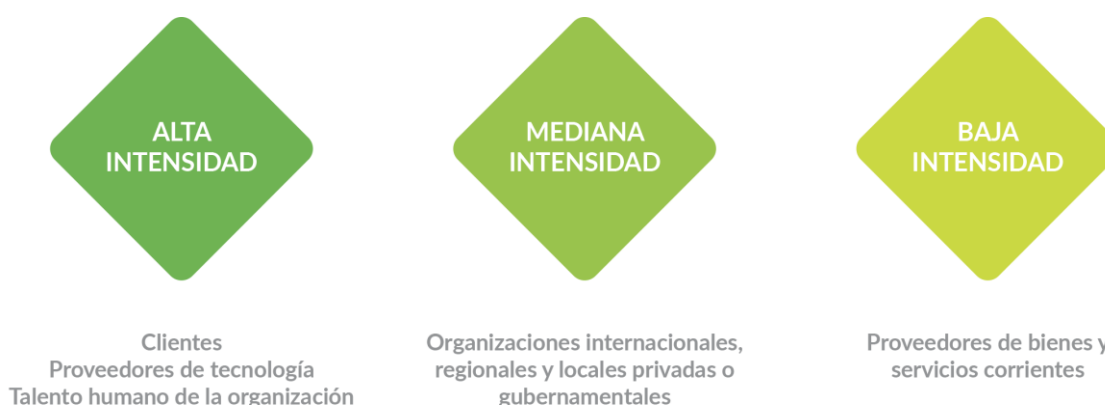 ALTA
INTENSIDAD
MEDIANA
INTENSIDAD
BAJA
INTENSIDAD
Clientes
Proveedores de tecnología
Talento humano de la organización
Organizaciones internacionales,
regionales y locales privadas o
gubernamentales
Proveedores de bienes y
servicios corrientes